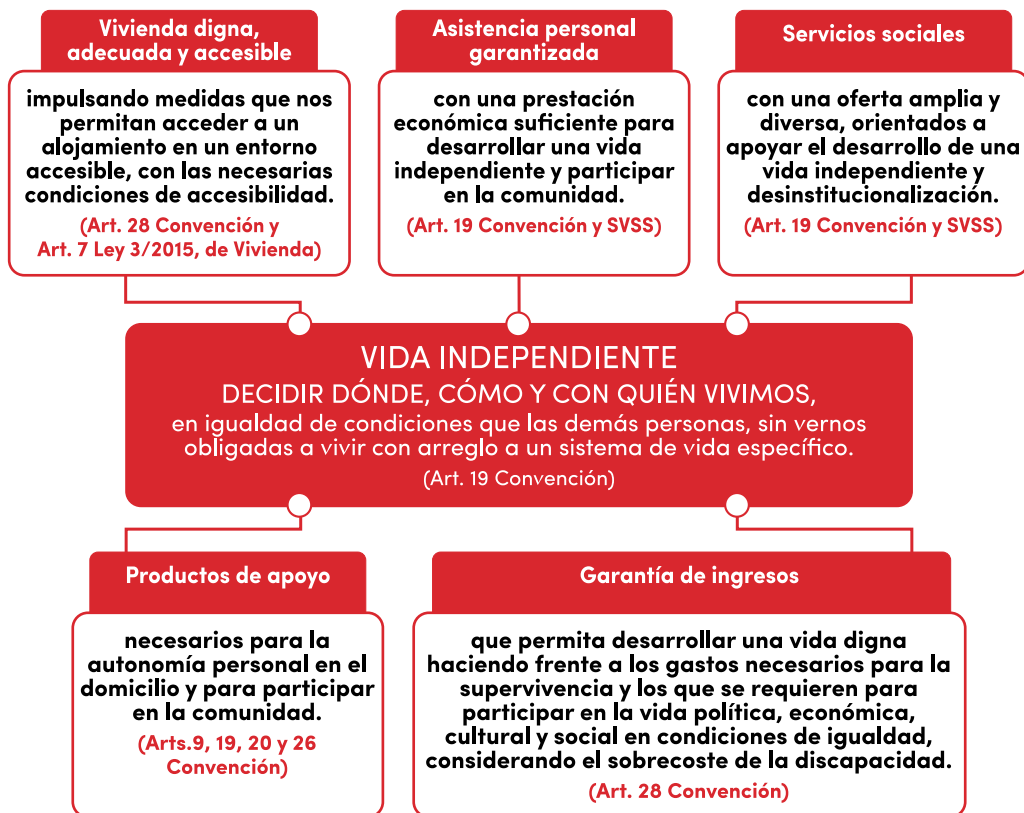 Vivienda digna,
adecuada y accesible
impulsando medidas que nos
permitan acceder a un
alojamiento en un entorno
accesible, con las necesarias
condiciones de accesibilidad.
(Art. 28 Convención y
Art. 7 Ley 3/2015, de Vivienda)
Asistencia personal
garantizada
con una prestación
económica suficiente para
desarrollar una vida
independiente y participar
en la comunidad.
(Art. 19 Convención y SVSS)
Servicios sociales
con una oferta amplia y
diversa, orientados a
apoyar el desarrollo de una
vida independiente y
desinstitucionalización.
(Art. 19 Convención y SVSS)
VIDA INDEPENDIENTE
DECIDIR DÓNDE, CÓMO Y CON QUIÉN VIVIMOS,
en igualdad de condiciones que las demás personas, sin vernos
obligadas a vivir con arreglo a un sistema de vida específico.
(Art. 19 Convención)
Productos de apoyo
necesarios para la
autonomía personal en el
domicilio y para participar
en la comunidad.
(Arts.9, 19, 20 y 26
Convención)
Garantía de ingresos
que permita desarrollar una vida digna
haciendo frente a los gastos necesarios para la
supervivencia y los que se requieren para
participar en la vida política, económica,
cultural y social en condiciones de igualdad,
considerando el sobrecoste de la discapacidad.
(Art. 28 Convención)